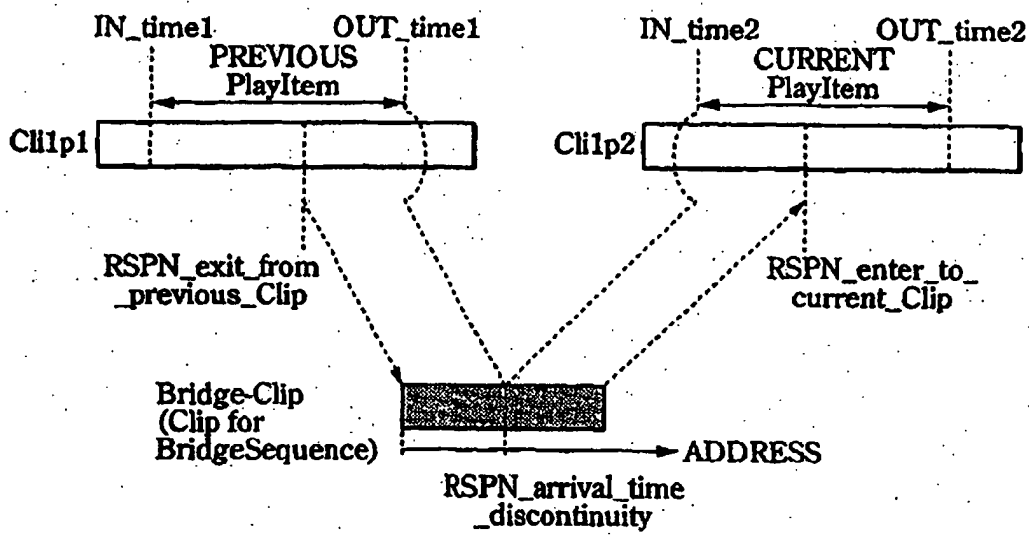 IN_time1
OUT_time1
IN_time2
OUT_time2
PREVIOUS
PlayItem
CURRENT
PlayItem
Cli1p1
Cli1p2
RSPN_exit_from
_previous_Clip
RSPN_enter_to_
current_Clip
Bridge-Clip
(Clip for
BridgeSequence)
ADDRESS
RSPN_arrival_time
_discontinuity